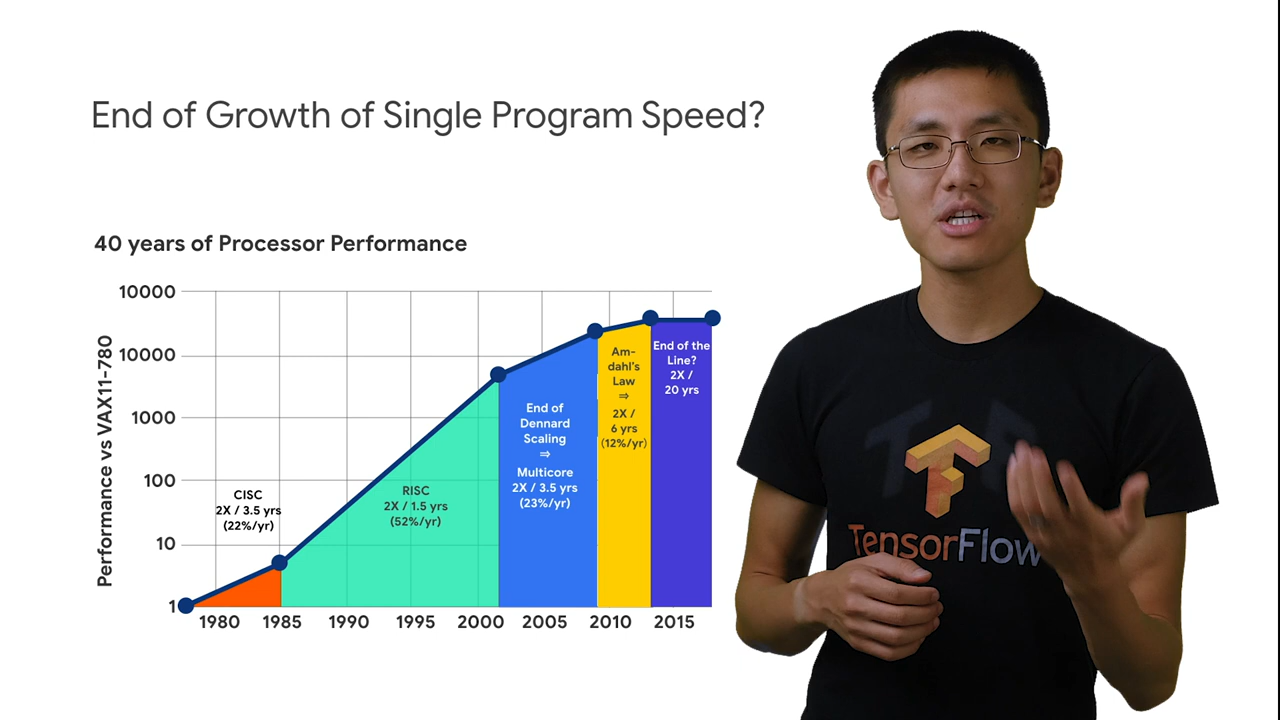 End of Growth of Single Program Speed?
40 years of Processor Performance
Performance vs VAX11-780
10000
10000
1000
100
10
1
CISC
2X / 3.5 yrs
(22%/yr)
RISC
2X / 1.5 yrs
(52%/yr)
End of
Dennard
Scaling
⇒
Multicore
2X / 3.5 yrs
(23%/yr)
Am-
dahl's
Law
⇒
2X /
6 yrs
(12%/yr)
End of the
Line?
2X /
20 yrs
1980 1985 1990 1995 2000 2005 2010 2015
TF
TensorFlow